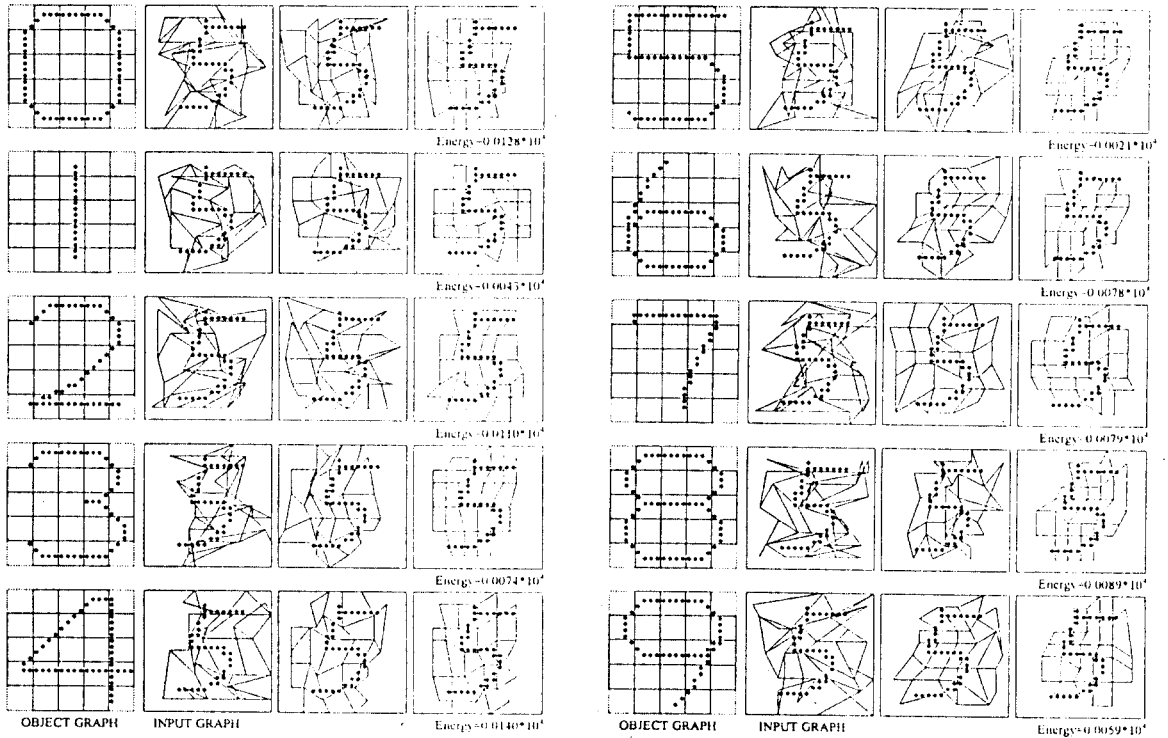 Energy=0.0128*10⁴
Energy=0.0021*10⁴
Energy=0.0043*10⁴
Energy=0.0078*10⁴
Energy=0.0110*10⁴
Energy=0.0079*10⁴
Energy=0.0074*10⁴
Energy=0.0089*10⁴
OBJECT GRAPH INPUT GRAPH
Energy=0.0140*10⁴
OBJECT GRAPH INPUT GRAPH
Energy=0.0059*10⁴